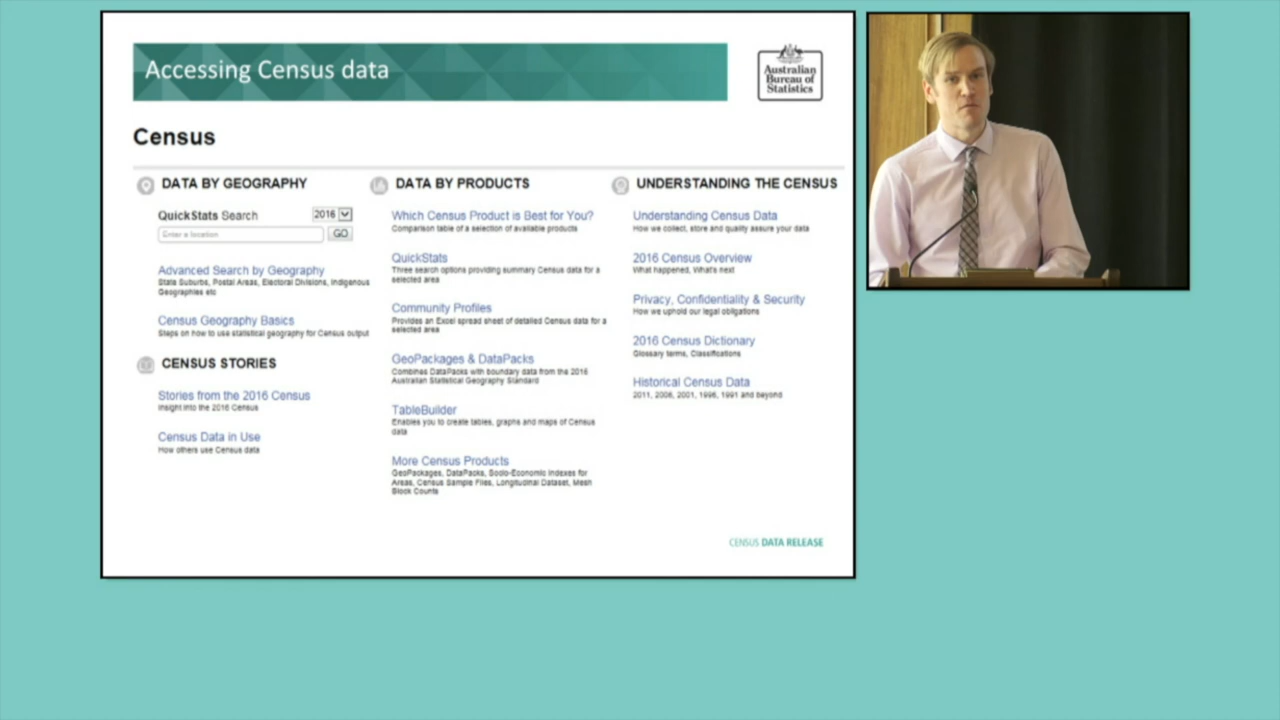 Accessing Census data
Australian
Bureau of
Statistics
Census
DATA BY GEOGRAPHY
QuickStats Search
2016
Enter a location
GO
Advanced Search by Geography
State Suburbs, Postal Areas, Electoral Divisions, Indigenous
Geographies etc
Census Geography Basics
Steps on how to use statistical geography for Census output
CENSUS STORIES
Stories from the 2016 Census
Insight into the 2016 Census
Census Data in Use
How others use Census data
DATA BY PRODUCTS
Which Census Product is Best for You?
Comparison table of a selection of available products
QuickStats
Three search options providing summary Census data for a
selected area
Community Profiles
Provides an Excel spread sheet of detailed Census data for a
selected area
GeoPackages & DataPacks
Combines DataPacks with boundary data from the 2016
Australian Statistical Geography Standard
TableBuilder
Enables you to create tables, graphs and maps of Census
data
More Census Products
GeoPackages, DataPacks, Socio-Economic Indexes for
Areas, Census Sample Files, Longitudinal Dataset, Mesh
Block Counts
UNDERSTANDING THE CENSUS
Understanding Census Data
How we collect, store and quality assure your data
2016 Census Overview
What happened, What's next
Privacy, Confidentiality & Security
How we uphold our legal obligations
2016 Census Dictionary
Glossary terms, Classifications
Historical Census Data
2011, 2006, 2001, 1996, 1991 and beyond
CENSUS DATA RELEASE